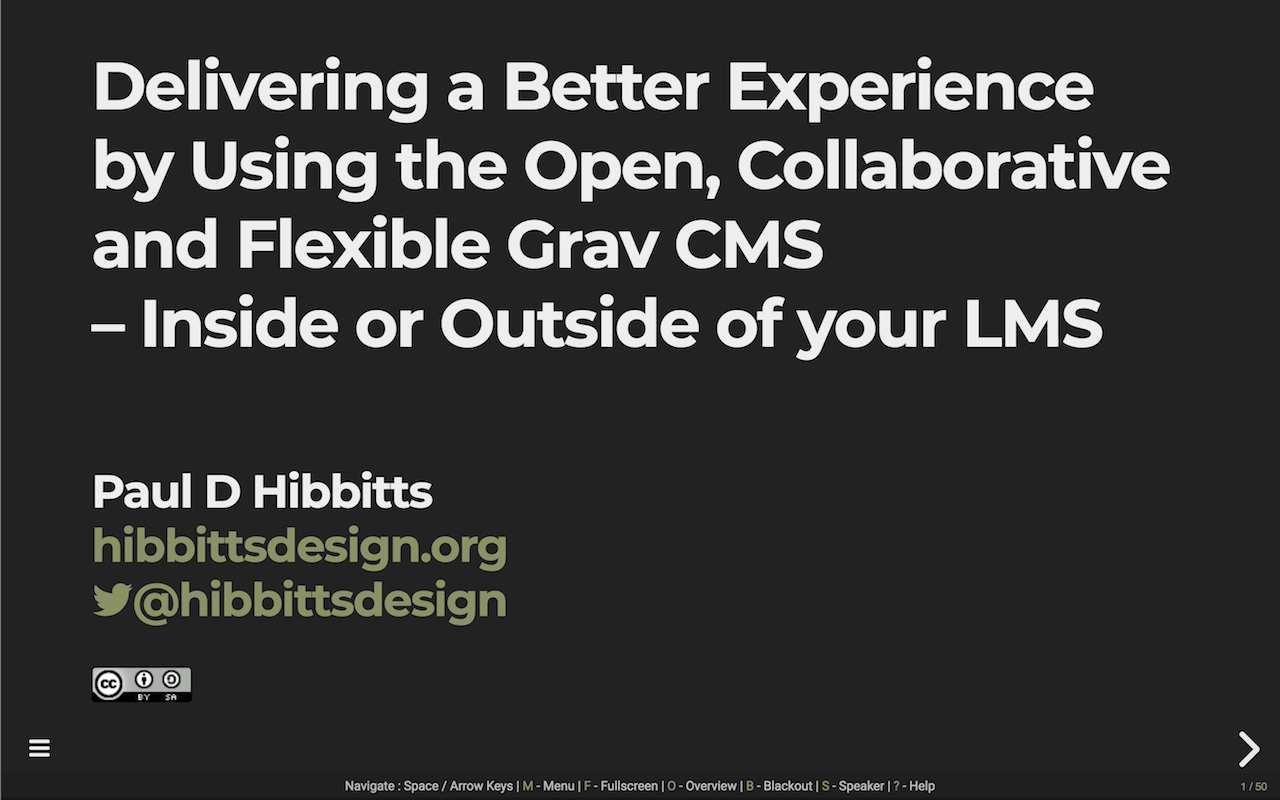 Delivering a Better Experience
by Using the Open, Collaborative
and Flexible Grav CMS
– Inside or Outside of your LMS
Paul D Hibbitts
hibbittsdesign.org
@hibbittsdesign
cc BY SA
Navigate : Space / Arrow Keys | M - Menu | F - Fullscreen | O - Overview | B - Blackout | S - Speaker | ? - Help
1 / 50